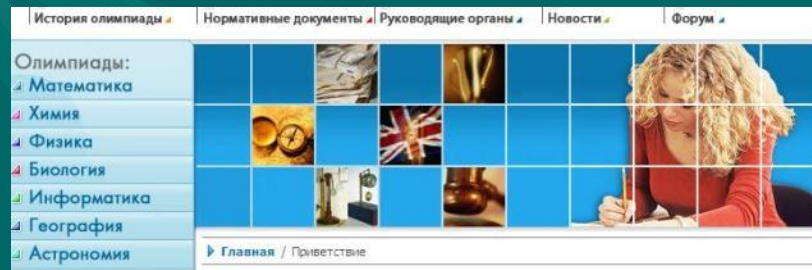 История олимпиады Нормативные документы Руководящие органы Новости Форум
Олимпиады:
Математика
Химия
Физика
Биология
Информатика
География
Астрономия
Главная / Приветствие